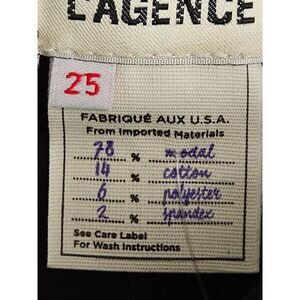 L'AGENCE
25
FABRIQUÉ AUX U.S.A.
From Imported Materials
78 % modal
14 % cotton
6 % polyester
2 % spandex
See Care Label
For Wash Instructions